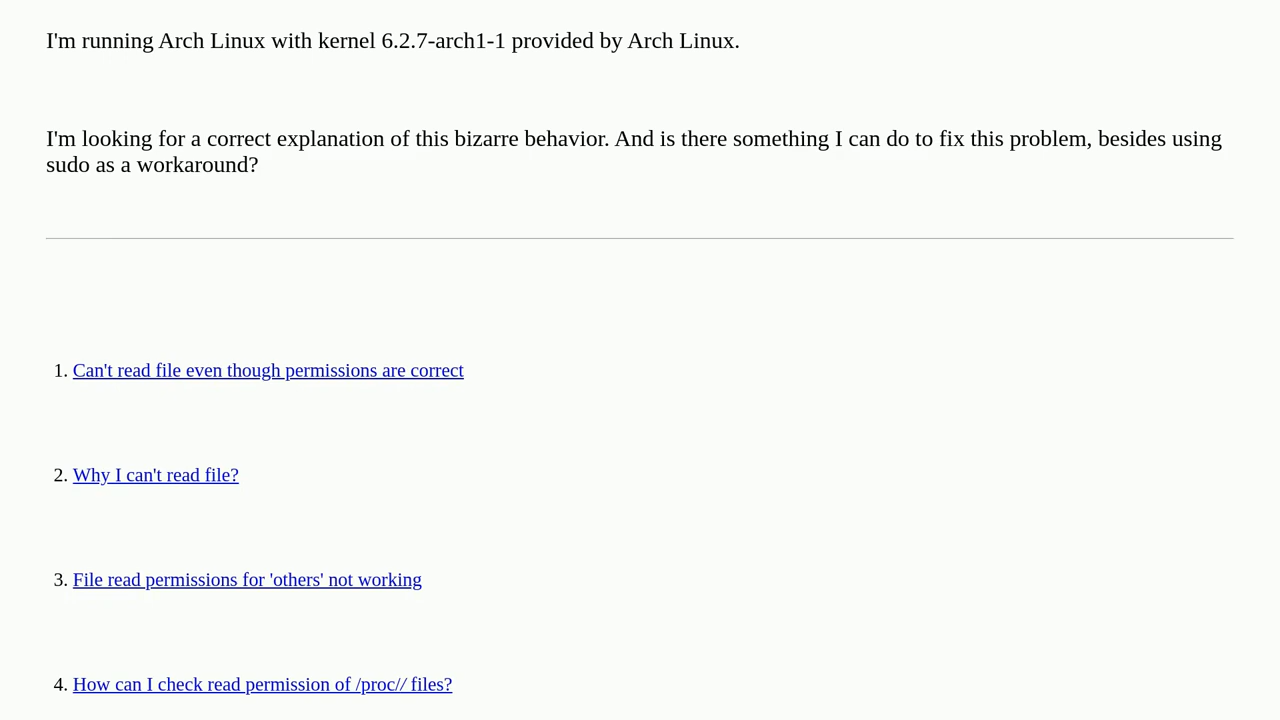 I'm running Arch Linux with kernel 6.2.7-arch1-1 provided by Arch Linux.
I'm looking for a correct explanation of this bizarre behavior. And is there something I can do to fix this problem, besides using
sudo as a workaround?
1. Can't read file even though permissions are correct
2. Why I can't read file?
3. File read permissions for 'others' not working
4. How can I check read permission of /proc// files?